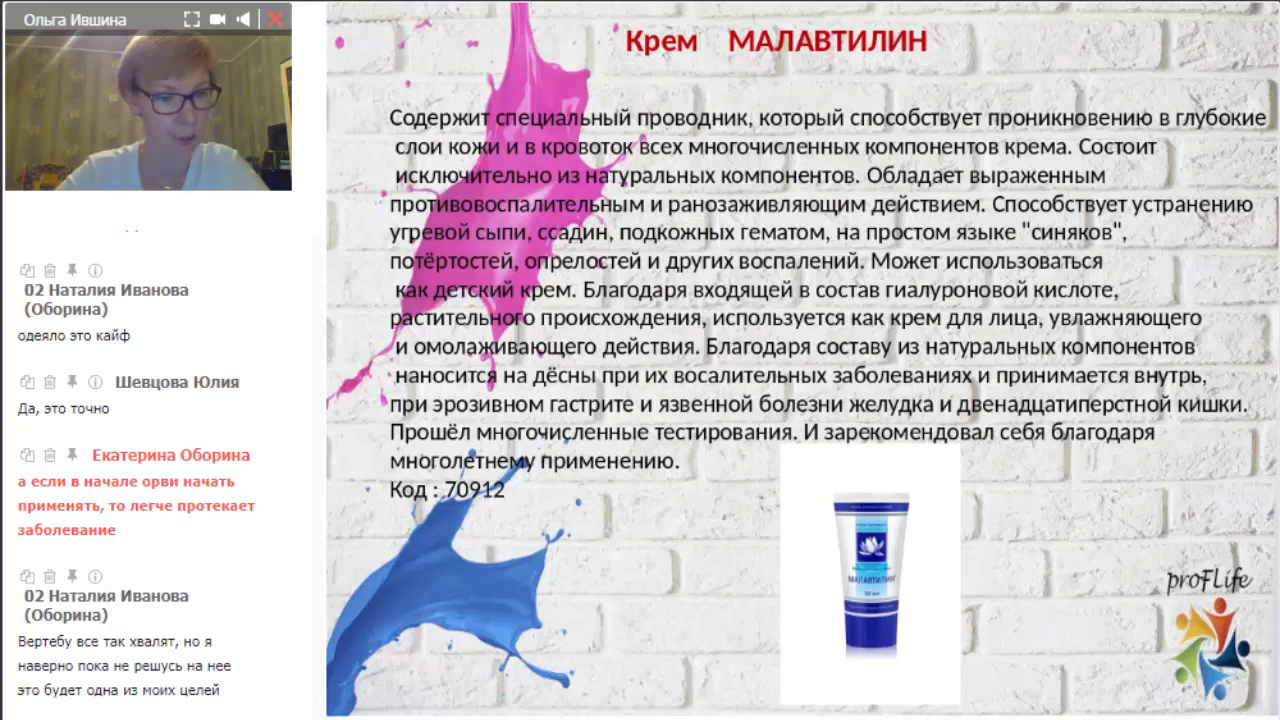 Ольга Ившина
02 Наталия Иванова
(Оборина)
одеяло это кайф
Шевцова Юлия
Да, это точно
Екатерина Оборина
а если в начале орви начать
применять, то легче протекает
заболевание
02 Наталия Иванова
(Оборина)
Вертебу все так хвалят, но я
наверно пока не решусь на нее
это будет одна из моих целей
Крем МАЛАВТИЛИН
Содержит специальный проводник, который способствует проникновению в глубокие
слои кожи и в кровоток всех многочисленных компонентов крема. Состоит
исключительно из натуральных компонентов. Обладает выраженным
противовоспалительным и ранозаживляющим действием. Способствует устранению
угревой сыпи, ссадин, подкожных гематом, на простом языке "синяков",
потёртостей, опрелостей и других воспалений. Может использоваться
как детский крем. Благодаря входящей в состав гиалуроновой кислоте,
растительного происхождения, используется как крем для лица, увлажняющего
и омолаживающего действия. Благодаря составу из натуральных компонентов
наносится на дёсны при их восалительных заболеваниях и принимается внутрь,
при эрозивном гастрите и язвенной болезни желудка и двенадцатиперстной кишки.
Прошёл многочисленные тестирования. И зарекомендовал себя благодаря
многолетнему применению.
Код : 70912
МАЛАВТИЛИН
proFLife